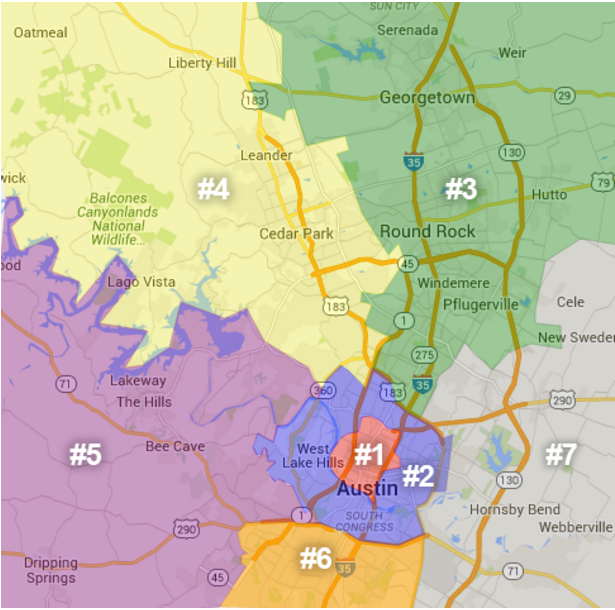 SUN CITY
Oatmeal
Serenada
Weir
Liberty Hill
183
Georgetown
29
Leander
35
130
wick
#4
#3
79
Balcones
Canyonlands
National
Wildlife...
Hutto
Cedar Park
Round Rock
ood
45
Lago Vista
Windemere
Cele
183
Pflugerville
1
New Sweden
275
71
Lakeway
360
183
35
The Hills
290
#5
Bee Cave
West
Lake Hills
#1
#2
#7
Austin
130
1
SOUTH
CONGRESS
Hornsby Bend
290
Webberville
#6
Dripping
Springs
45
35
71